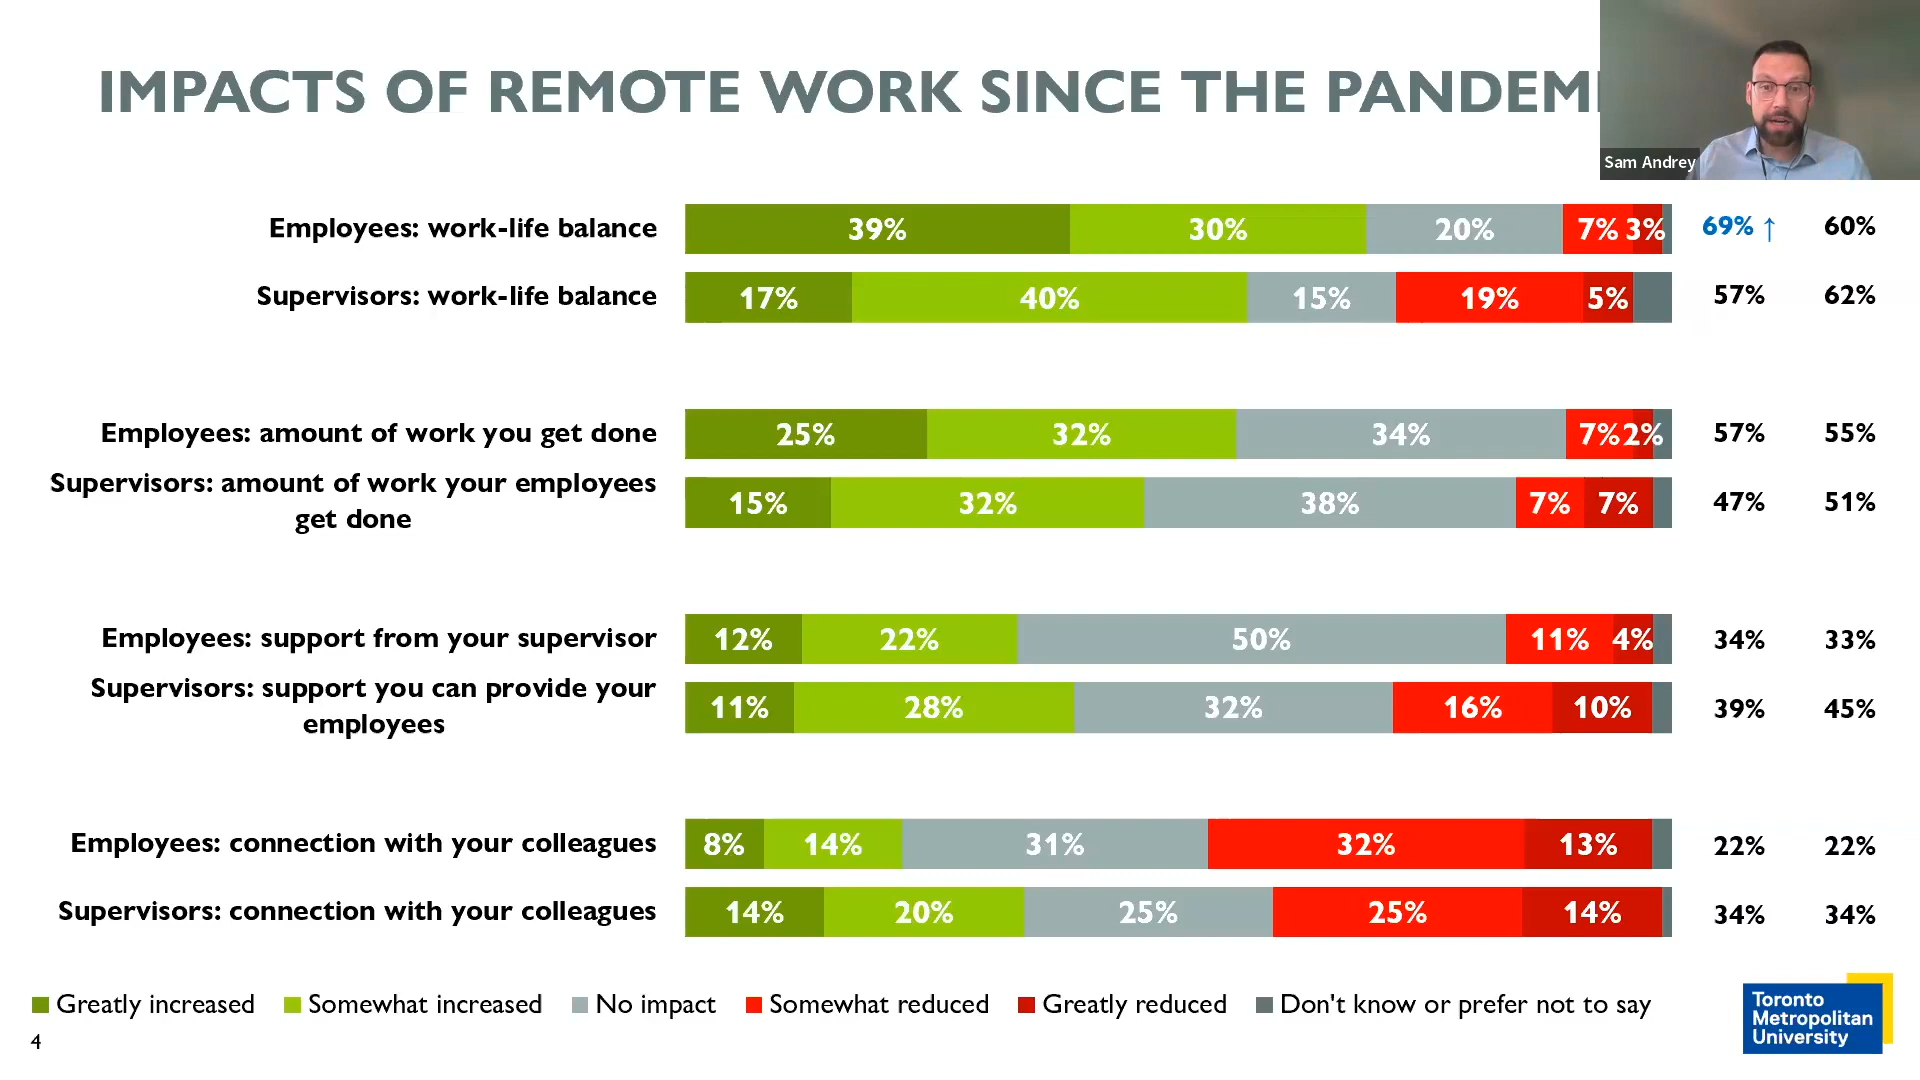 IMPACTS OF REMOTE WORK SINCE THE PANDEMI
Sam Andrey
Employees: work-life balance 39% 30% 20% 7% 3% 69% ↑ 60%
Supervisors: work-life balance 17% 40% 15% 19% 5% 57% 62%
Employees: amount of work you get done 25% 32% 34% 7% 2% 57% 55%
Supervisors: amount of work your employees
get done 15% 32% 38% 7% 7% 47% 51%
Employees: support from your supervisor 12% 22% 50% 11% 4% 34% 33%
Supervisors: support you can provide your
employees 11% 28% 32% 16% 10% 39% 45%
Employees: connection with your colleagues 8% 14% 31% 32% 13% 22% 22%
Supervisors: connection with your colleagues 14% 20% 25% 25% 14% 34% 34%
Greatly increased Somewhat increased No impact Somewhat reduced Greatly reduced Don't know or prefer not to say
4
Toronto
Metropolitan
University